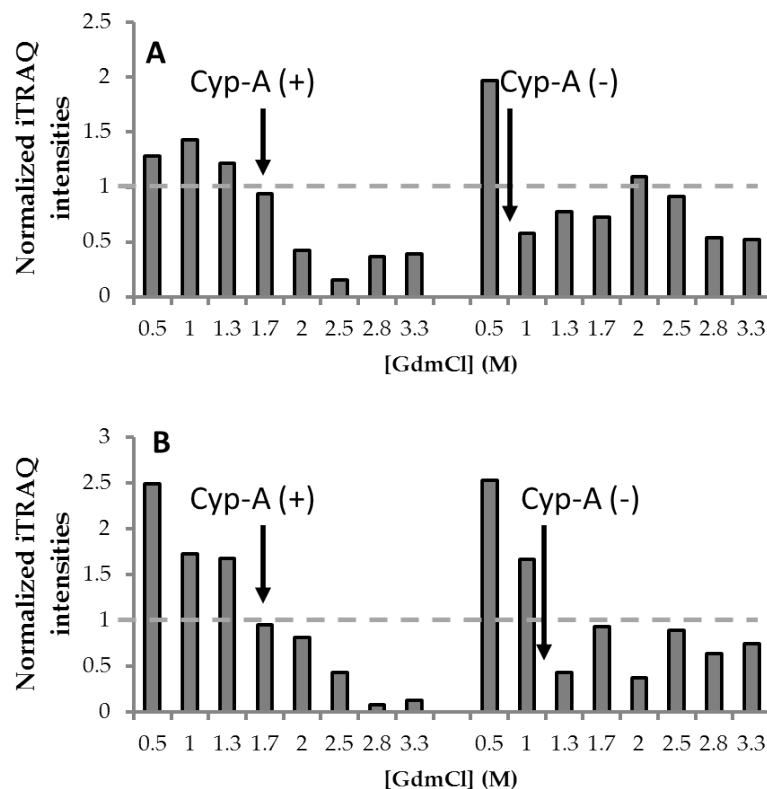 A
Normalized iTRAQ
intensities
2.5
2
1.5
1
0.5
0
Cyp-A (+)
Cyp-A (-)
0.5 1 1.3 1.7 2 2.5 2.8 3.3 0.5 1 1.3 1.7 2 2.5 2.8 3.3
[GdmCl] (M)
B
Normalized iTRAQ
intensities
3
2.5
2
1.5
1
0.5
0
Cyp-A (+)
Cyp-A (-)
0.5 1 1.3 1.7 2 2.5 2.8 3.3 0.5 1 1.3 1.7 2 2.5 2.8 3.3
[GdmCl] (M)